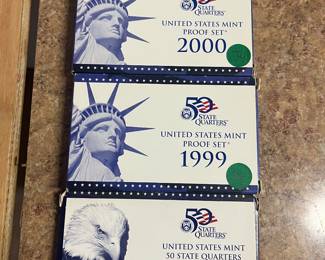 50
STATE
QUARTERS
UNITED STATES MINT
PROOF SET®
2000
50
STATE
QUARTERS
UNITED STATES MINT
PROOF SET®
1999
50
STATE
QUARTERS
UNITED STATES MINT
50 STATE QUARTERS